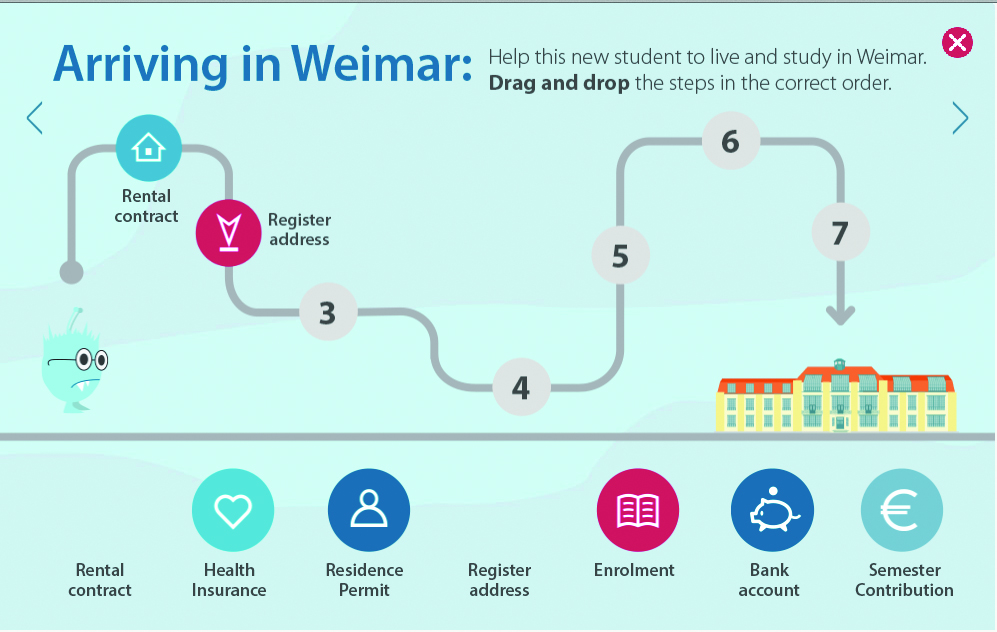 Arriving in Weimar:
Help this new student to live and study in Weimar.
Drag and drop the steps in the correct order.
Rental
contract
Register
address
3
4
5
6
7
Rental
contract
Health
Insurance
Residence
Permit
Register
address
Enrolment
Bank
account
Semester
Contribution